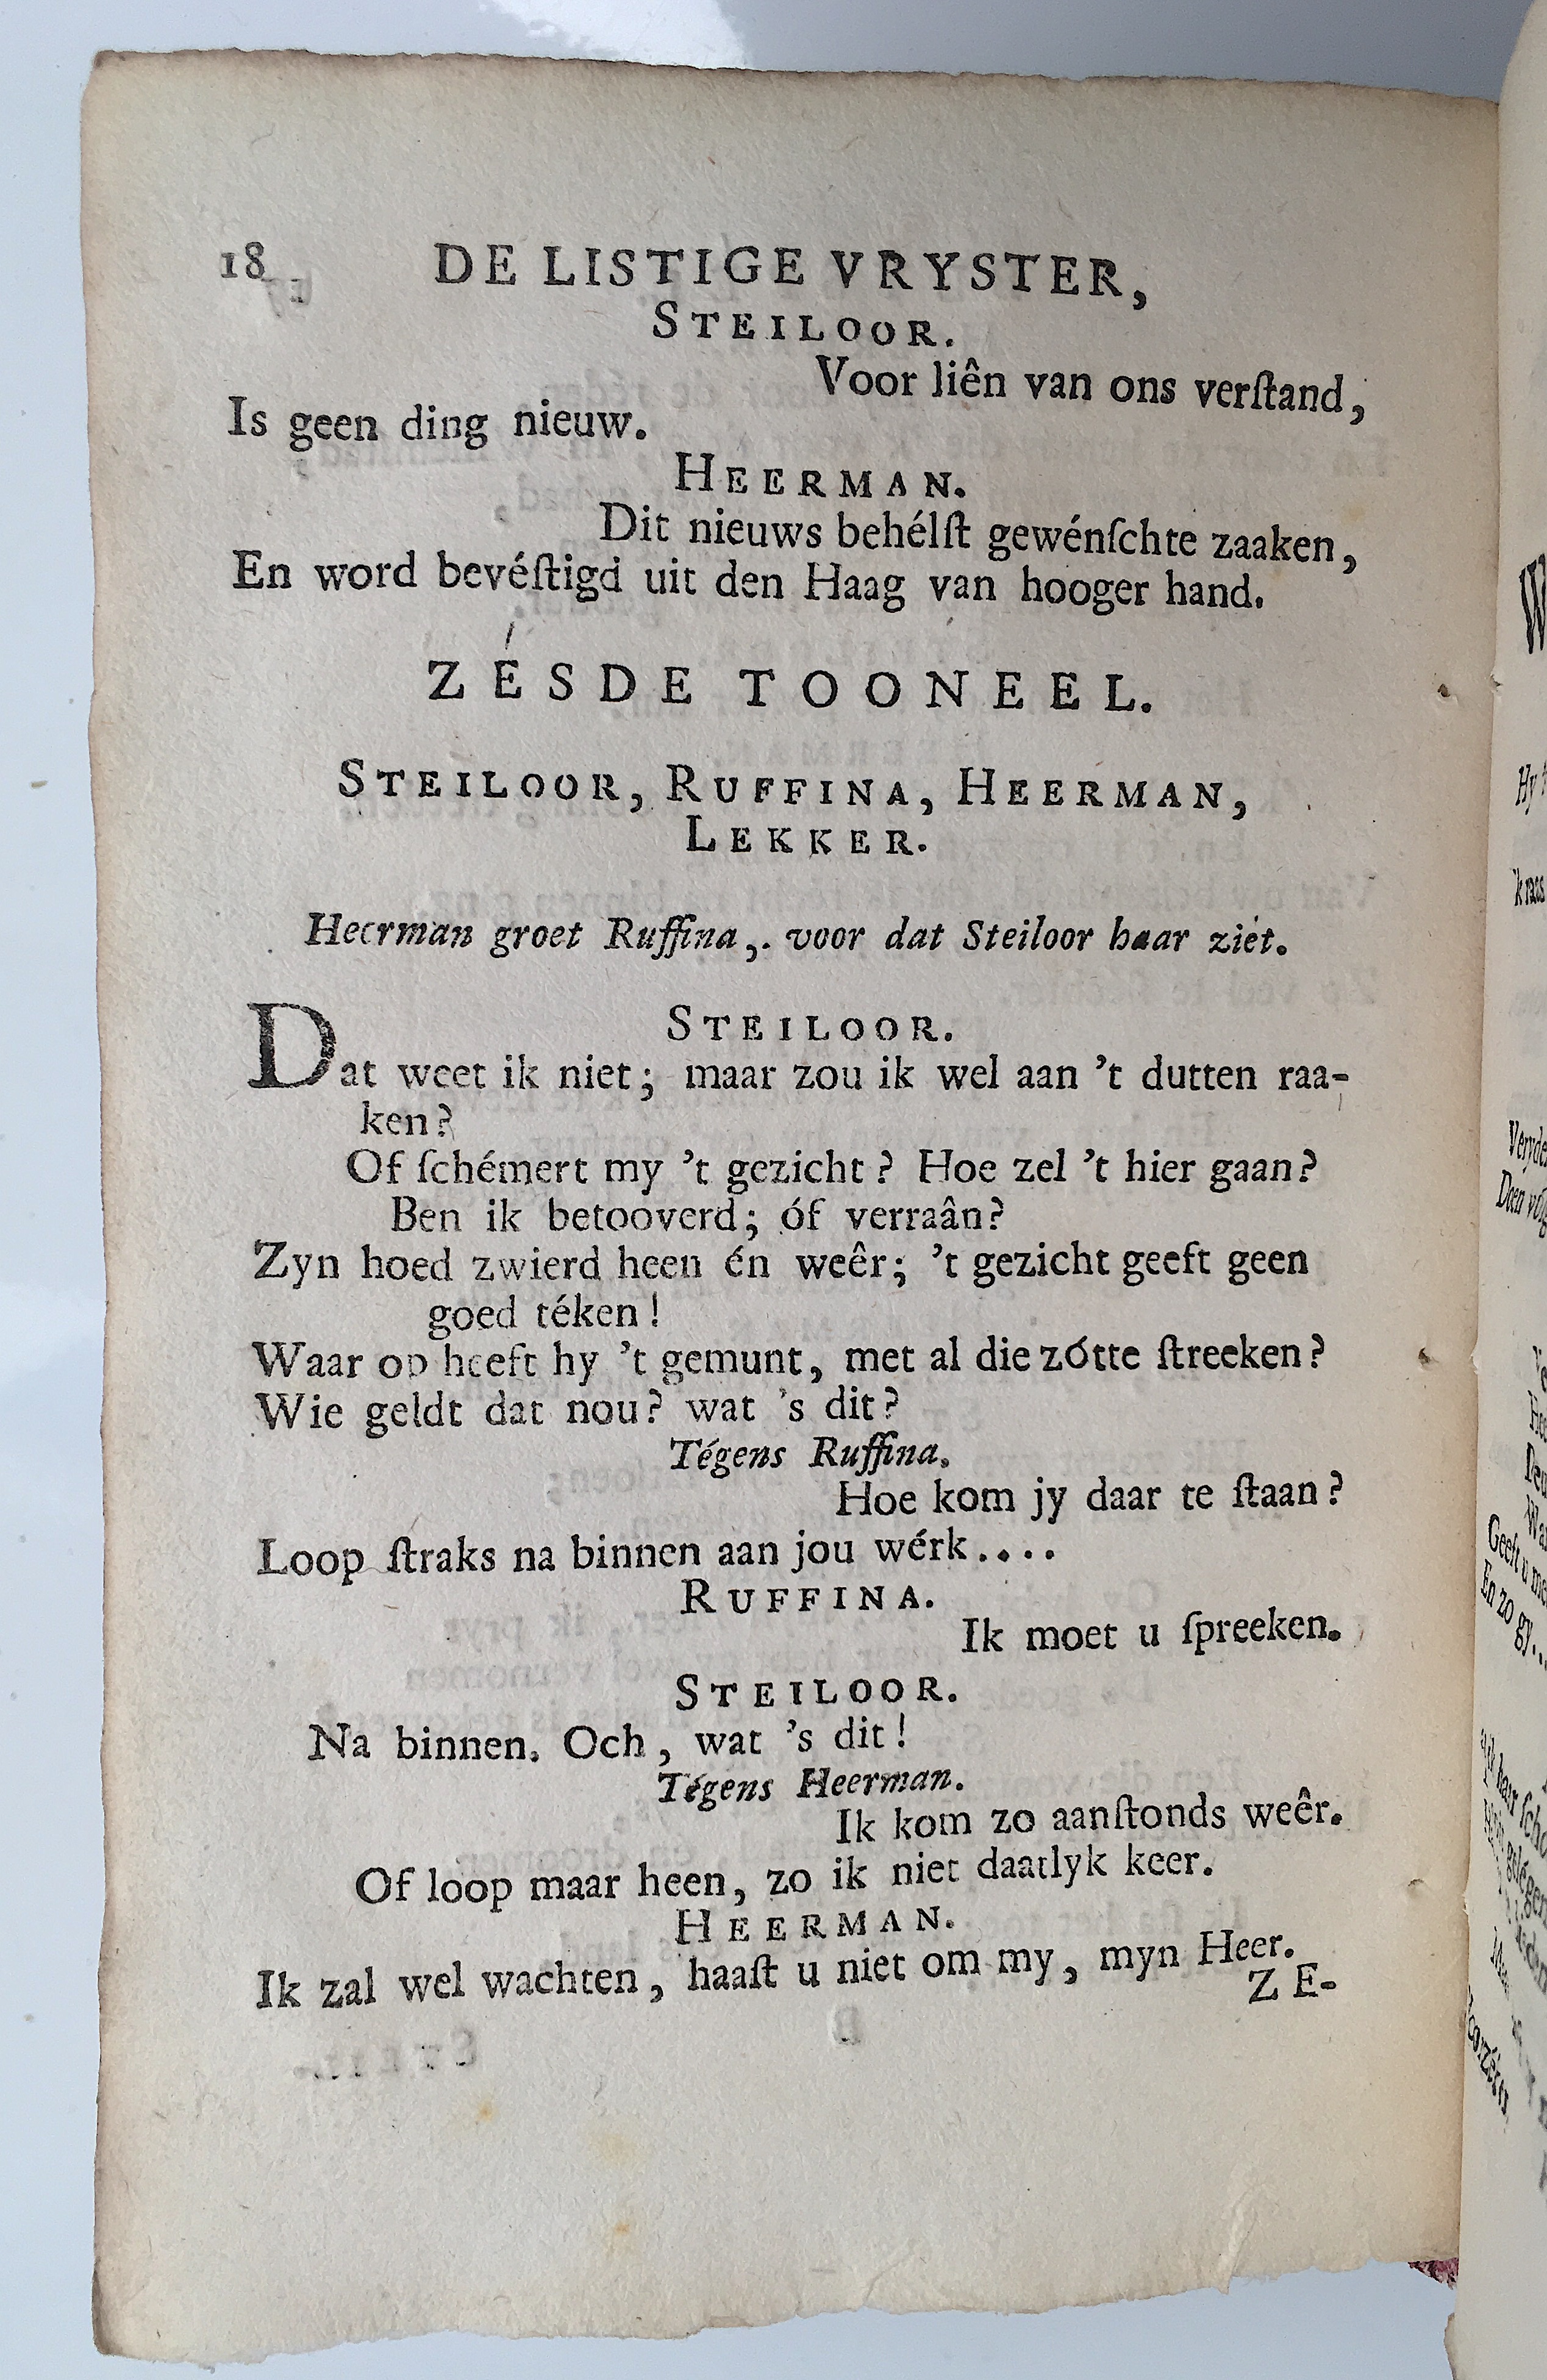 18 DE LISTIGE VRYSTER,
STEILOOR.
Voor liên van ons verſtand,
Is geen ding nieuw.
HEERMAN.
Dit nieuws behélſt gewénſchte zaaken,
En word bevéſtigd uit den Haag van hooger hand.
ZÉSDE TOONEEL.
STEILOOR, RUFFINA, HEERMAN,
LEKKER.
Heerman groet Ruffina,. voor dat Steiloor haar ziet.
STEILOOR.
Dat weet ik niet; maar zou ik wel aan 't dutten raa-
ken?
Of ſchémert my 't gezicht? Hoe zel 't hier gaan?
Ben ik betooverd; óf verraân?
Zyn hoed zwierd heen én weêr; 't gezicht geeft geen
goed téken!
Waar op heeft hy 't gemunt, met al die zótte ſtreeken?
Wie geldt dat nou? wat 's dit?
Tégens Ruffina.
Hoe kom jy daar te ſtaan?
Loop ſtraks na binnen aan jou wérk....
RUFFINA.
Ik moet u ſpreeken.
STEILOOR.
Na binnen. Och, wat 's dit!
Tégens Heerman.
Ik kom zo aanſtonds weêr.
Of loop maar heen, zo ik niet daatlyk keer.
HEERMAN.
Ik zal wel wachten, haaſt u niet om my, myn Heer.
ZE-